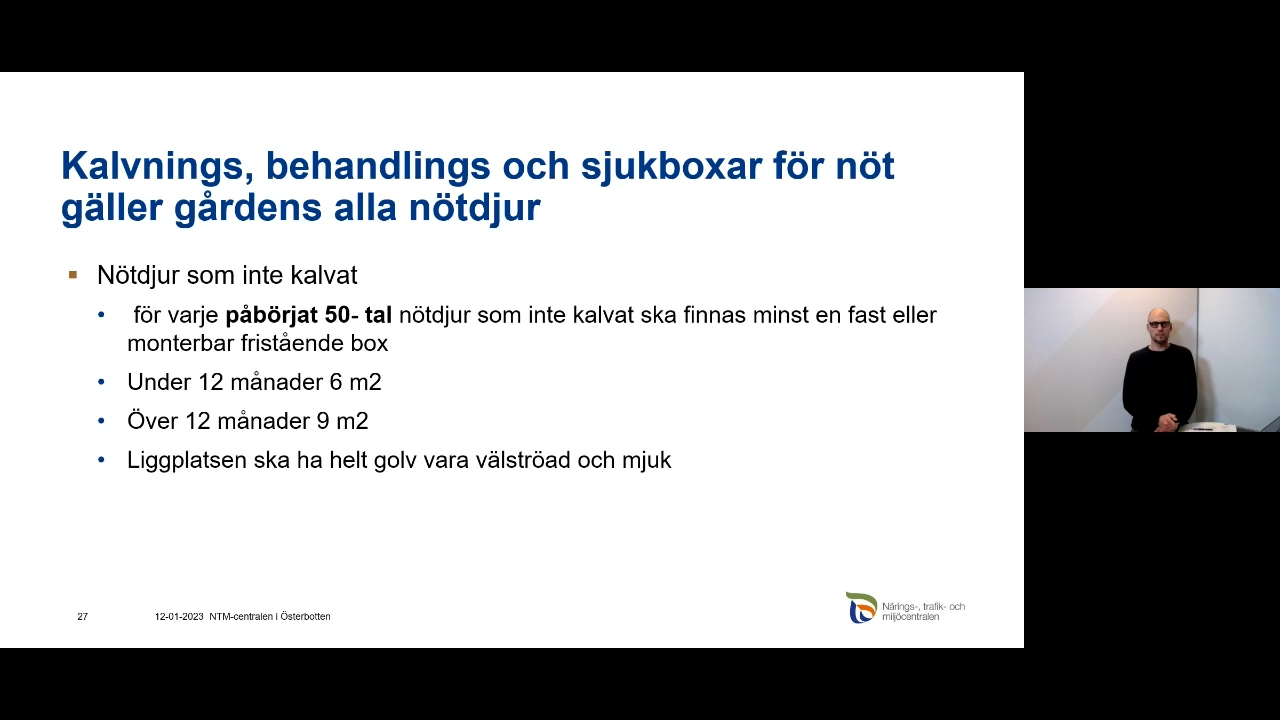 Kalvnings, behandlings och sjukboxar för nöt
gäller gårdens alla nötdjur
Nötdjur som inte kalvat
för varje påbörjat 50- tal nötdjur som inte kalvat ska finnas minst en fast eller
monterbar fristående box
Under 12 månader 6 m2
Över 12 månader 9 m2
Liggplatsen ska ha helt golv vara välströad och mjuk
27
12-01-2023 NTM-centralen i Österbotten
Närings-, trafik- och
miljöcentralen